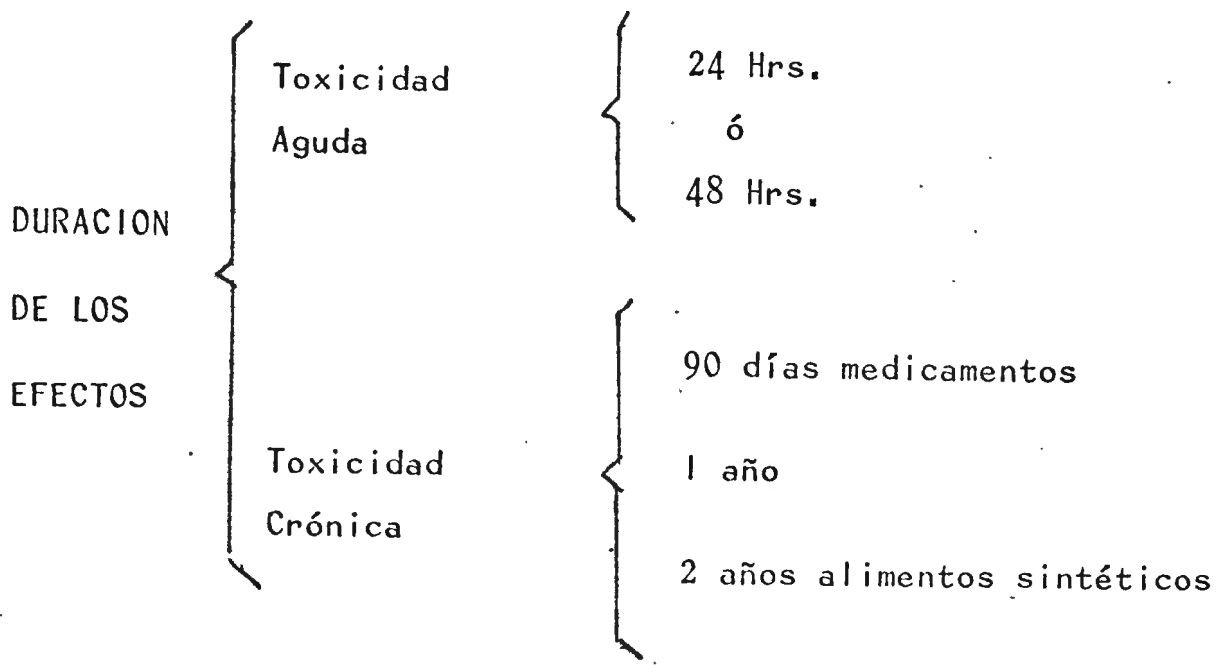 DURACION
DE LOS
EFECTOS
Toxicidad
Aguda
24 Hrs.
ó
48 Hrs.
Toxicidad
Crónica
90 días medicamentos
1 año
2 años alimentos sintéticos